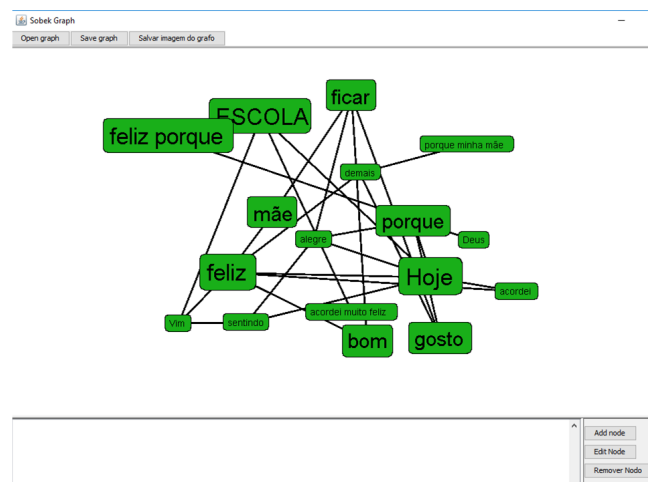 Sobek Graph
Open graph Save graph Salvar imagem do grafo
ficar
ESCOLA
feliz porque
porque minha mãe
demais
mãe
porque
alegre
Deus
feliz
Hoje
acordei
acordei muito feliz
Vim
sentindo
bom
gosto
Add node
Edit Node
Remover Nodo